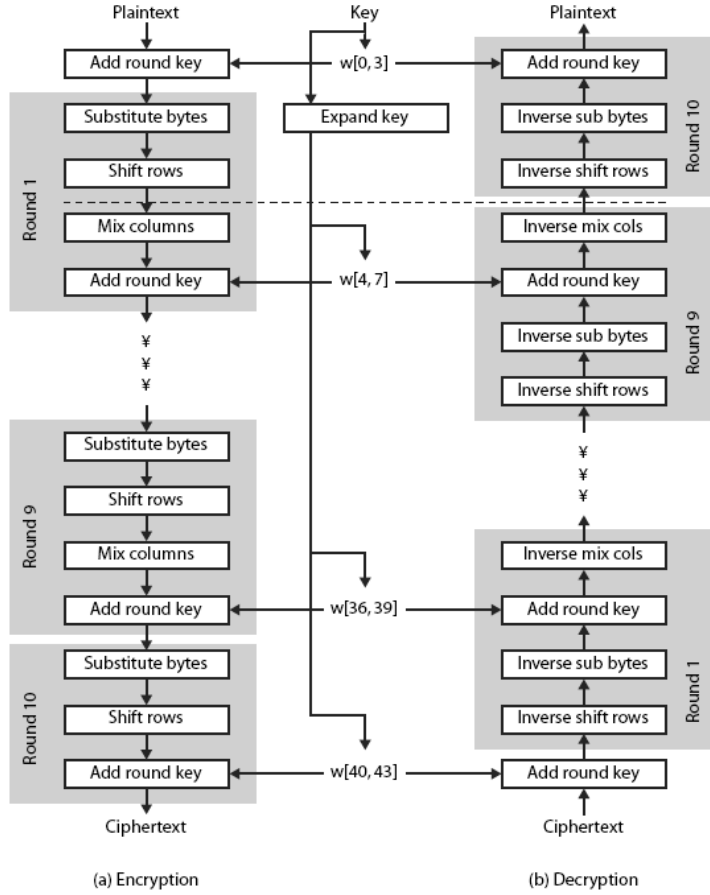 Plaintext
Key
Plaintext
Add round key
w[0, 3]
Add round key
Substitute bytes
Expand key
Inverse sub bytes
Round 10
Shift rows
Inverse shift rows
Round 1
Mix columns
Inverse mix cols
Add round key
w[4, 7]
Add round key
Round 9
¥
Inverse sub bytes
¥
¥
Inverse shift rows
Substitute bytes
¥
¥
¥
Shift rows
Round 9
Mix columns
Inverse mix cols
Add round key
w[36, 39]
Add round key
Substitute bytes
Inverse sub bytes
Round 1
Round 10
Shift rows
Inverse shift rows
Add round key
w[40, 43]
Add round key
Ciphertext
Ciphertext
(a) Encryption
(b) Decryption